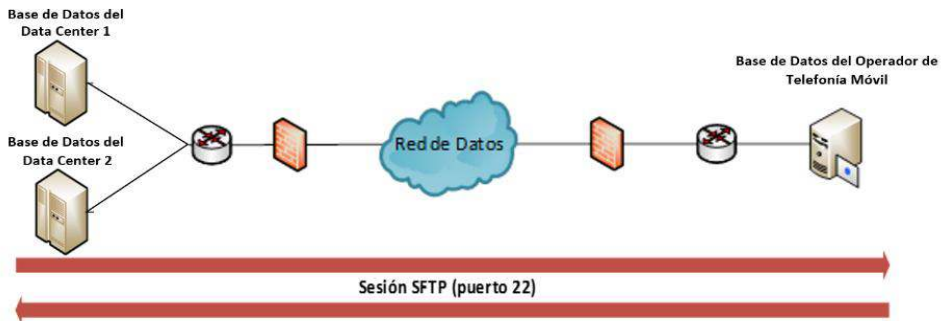 Base de Datos del
Data Center 1
Base de Datos del Operador de
Telefonía Móvil
Red de Datos
Base de Datos del
Data Center 2
Sesión SFTP (puerto 22)